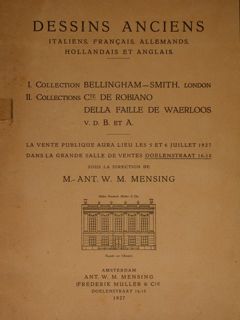 DESSINS ANCIENS
ITALIENS, FRANÇAIS, ALLEMANDS,
HOLLANDAIS ET ANGLAIS.
I. COLLECTION BELLINGHAM—SMITH, LONDON
II. COLLECTIONS CTE. DE ROBIANO
DELLA FAILLE DE WAERLOOS
V. D. B. ET A.
LA VENTE PUBLIQUE AURA LIEU LES 5 ET 6 JUILLET 1927
DANS LA GRANDE SALLE DE VENTES DOELENSTRAAT 16-18
SOUS LA DIRECTION DE
M.-ANT. W. M. MENSING
AMSTERDAM
ANT. W. M. MENSING
(FREDERIK MULLER & CIE)
DOELENSTRAAT 16-18
1927